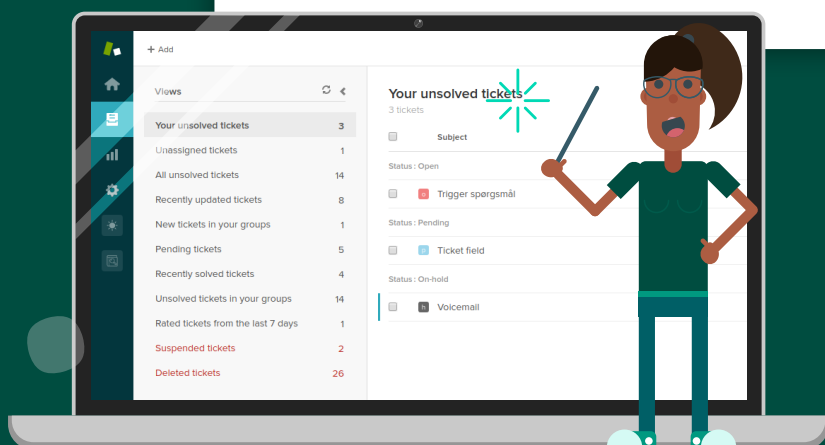 + Add
Views
Your unsolved tickets 3
Unassigned tickets 1
All unsolved tickets 14
Recently updated tickets 8
New tickets in your groups 1
Pending tickets 5
Recently solved tickets 4
Unsolved tickets in your groups 14
Rated tickets from the last 7 days 1
Suspended tickets 2
Deleted tickets 26
Your unsolved tickets
3 tickets
Subject
Status : Open
o Trigger spørgsmål
Status : Pending
Ticket field
Status : On-hold
h Voicemail